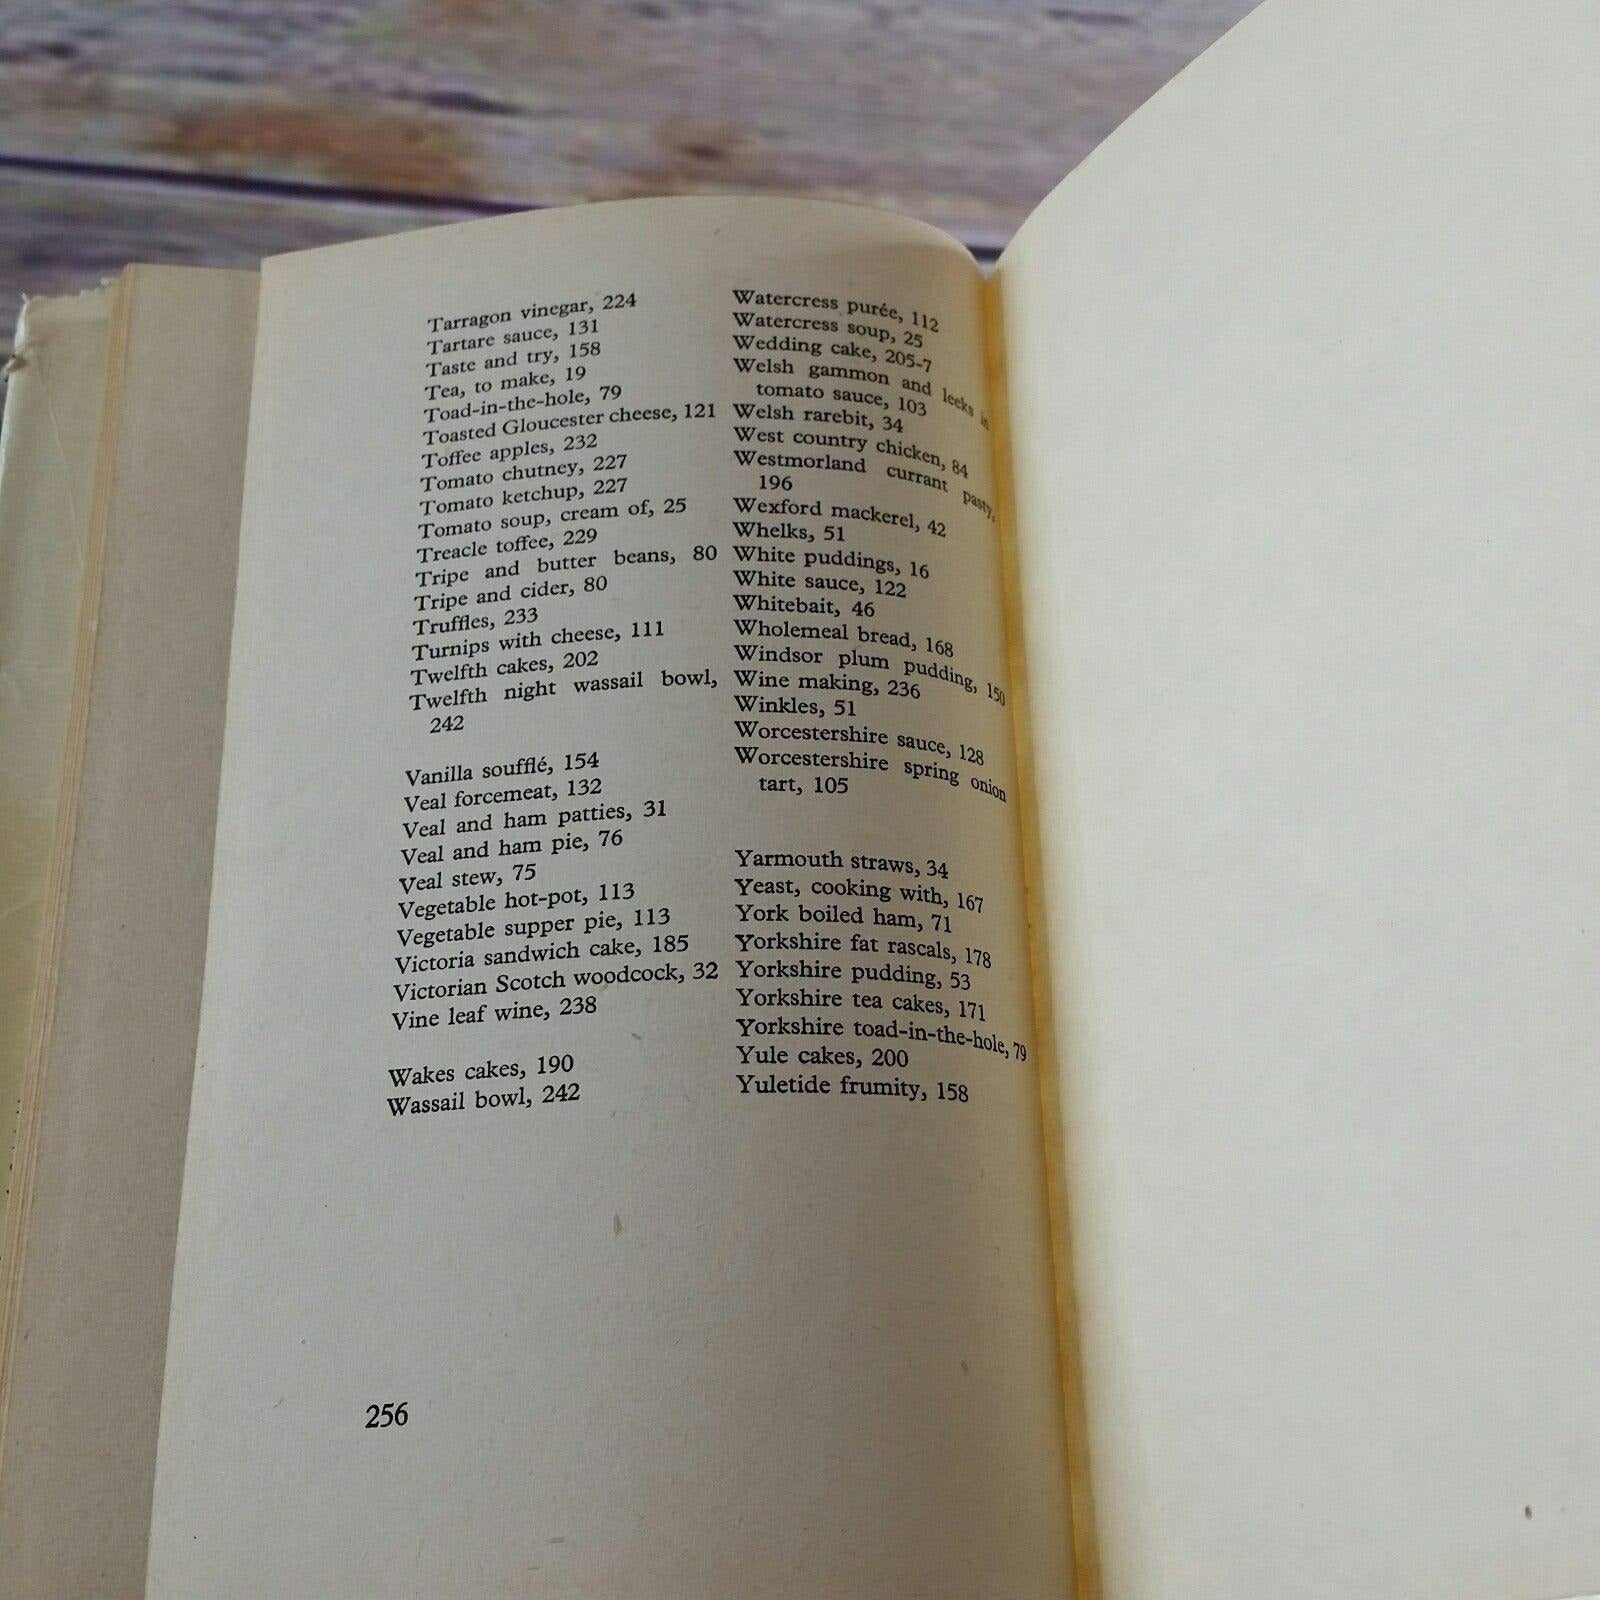 Tarragon vinegar, 224
Tartare sauce, 131
Taste and try, 158
Tea, to make, 19
Toad-in-the-hole, 79
Toasted Gloucester cheese, 121
Toffee apples, 232
Tomato chutney, 227
Tomato ketchup, 227
Tomato soup, cream of, 25
Treacle toffee, 229
Tripe and butter beans, 80
Tripe and cider, 80
Truffles, 233
Turnips with cheese, 111
Twelfth cakes, 202
Twelfth night wassail bowl,
242
Vanilla soufflé, 154
Veal forcemeat, 132
Veal and ham patties, 31
Veal and ham pie, 76
Veal stew, 75
Vegetable hot-pot, 113
Vegetable supper pie, 113
Victoria sandwich cake, 185
Victorian Scotch woodcock, 32
Vine leaf wine, 238
Wakes cakes, 190
Wassail bowl, 242
Watercress purée, 112
Watercress soup, 25
Wedding cake, 205-7
Welsh gammon and leeks in
tomato sauce, 103
Welsh rarebit, 34
West country chicken, 84
Westmorland currant pasty,
196
Wexford mackerel, 42
Whelks, 51
White puddings, 16
White sauce, 122
Whitebait, 46
Wholemeal bread, 168
Windsor plum pudding, 150
Wine making, 236
Winkles, 51
Worcestershire sauce, 128
Worcestershire spring onion
tart, 105
Yarmouth straws, 34
Yeast, cooking with, 167
York boiled ham, 71
Yorkshire fat rascals, 178
Yorkshire pudding, 53
Yorkshire tea cakes, 171
Yorkshire toad-in-the-hole, 79
Yule cakes, 200
Yuletide frumity, 158
256